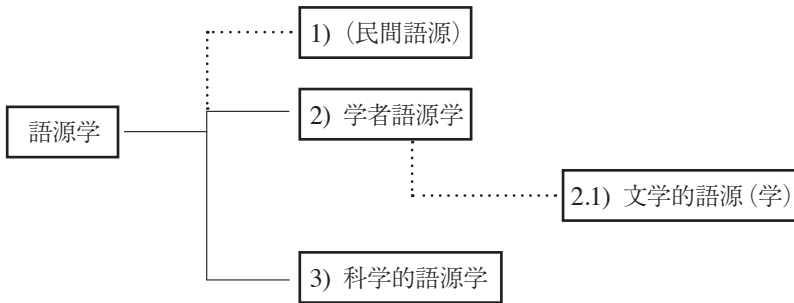 1)（民間語源）
語源学
2) 学者語源学
2.1) 文学的語源（学）
3) 科学的語源学